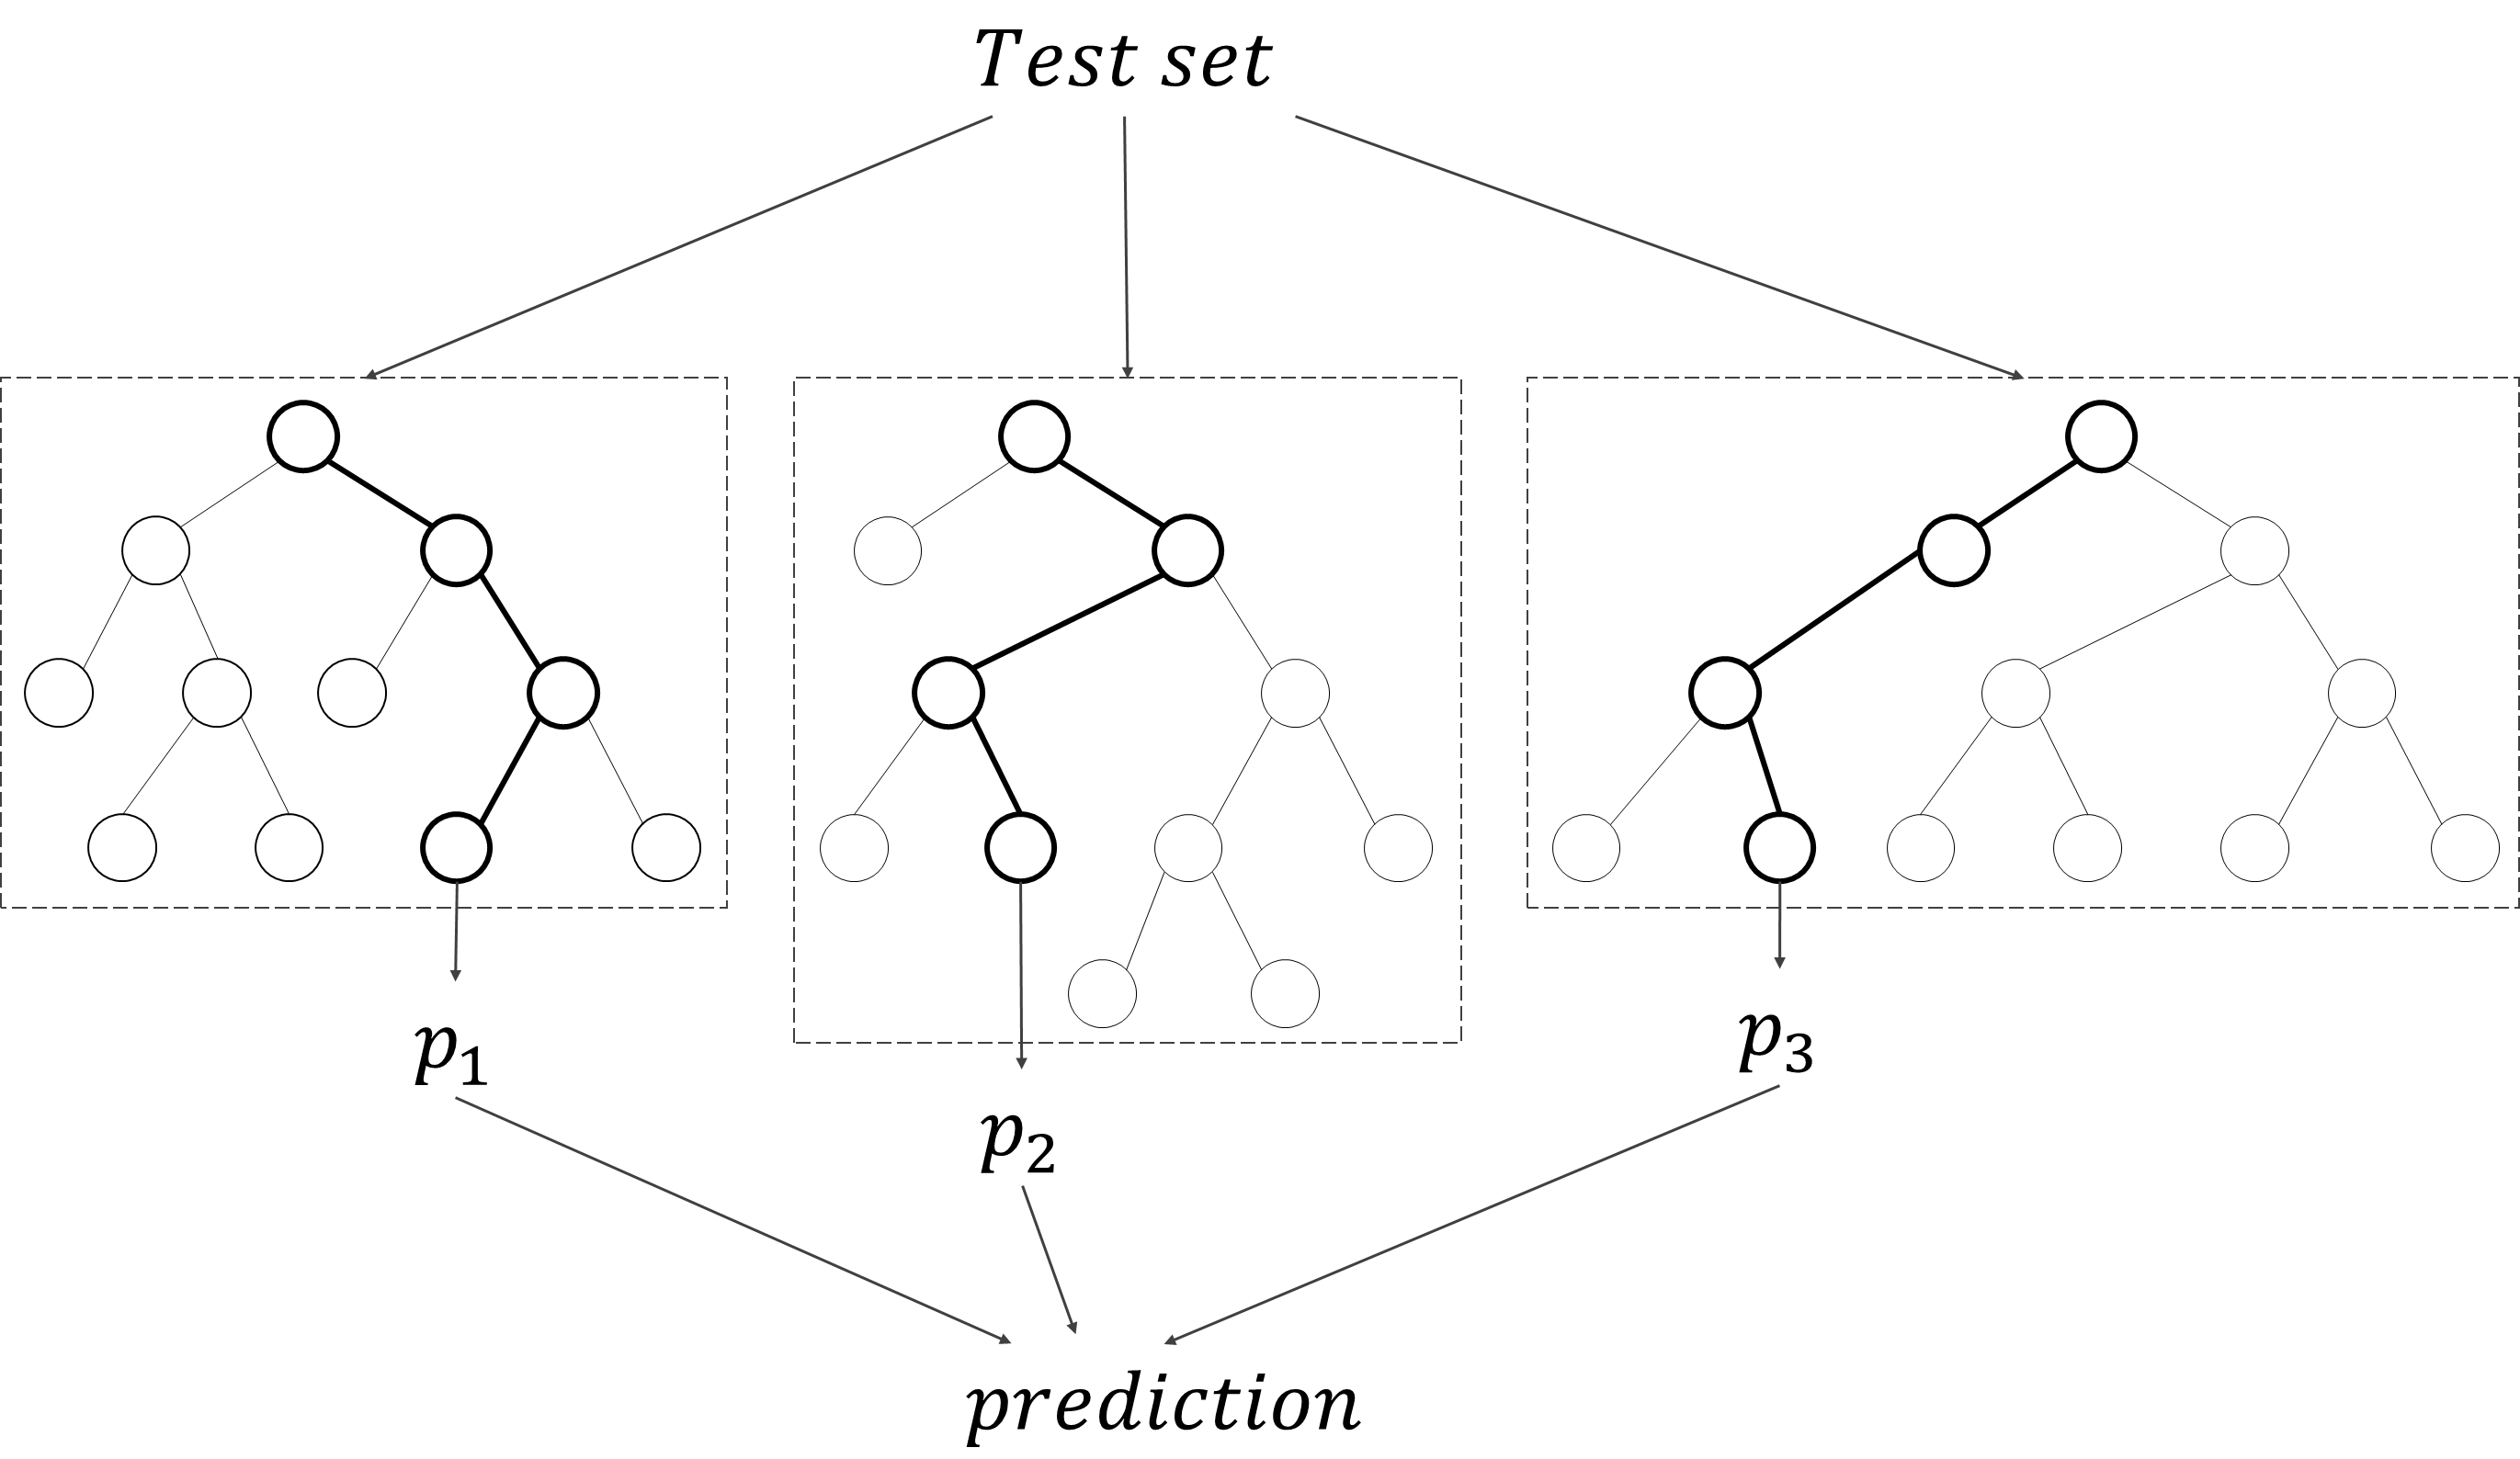 Test set
p₁
p₂
p₃
prediction